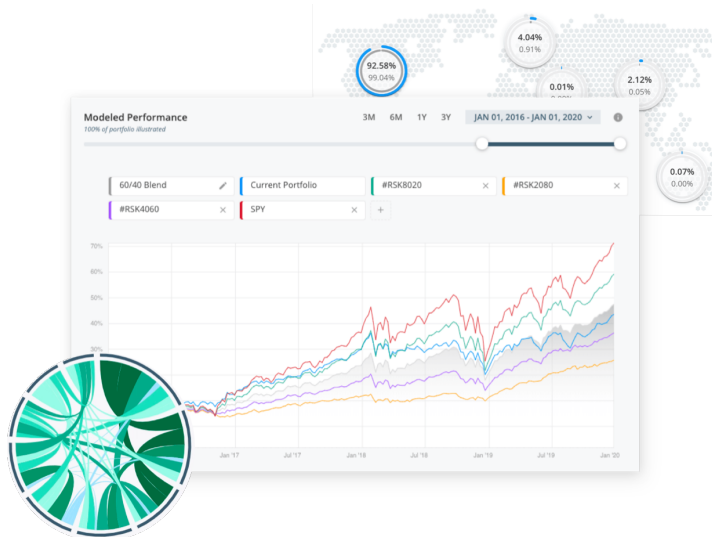 4.04%
0.91%
92.58%
99.04%
0.01%
2.12%
0.05%
Modeled Performance
100% of portfolio illustrated
3M 6M 1Y 3Y JAN 01, 2016 - JAN 01, 2020
0.07%
0.00%
60/40 Blend
Current Portfolio
#RSK8020
#RSK2080
#RSK4060
SPY
70%
60%
50%
40%
30%
Jan '17 Jul '17 Jan '18 Jul '18 Jan '19 Jul '19 Jan '20